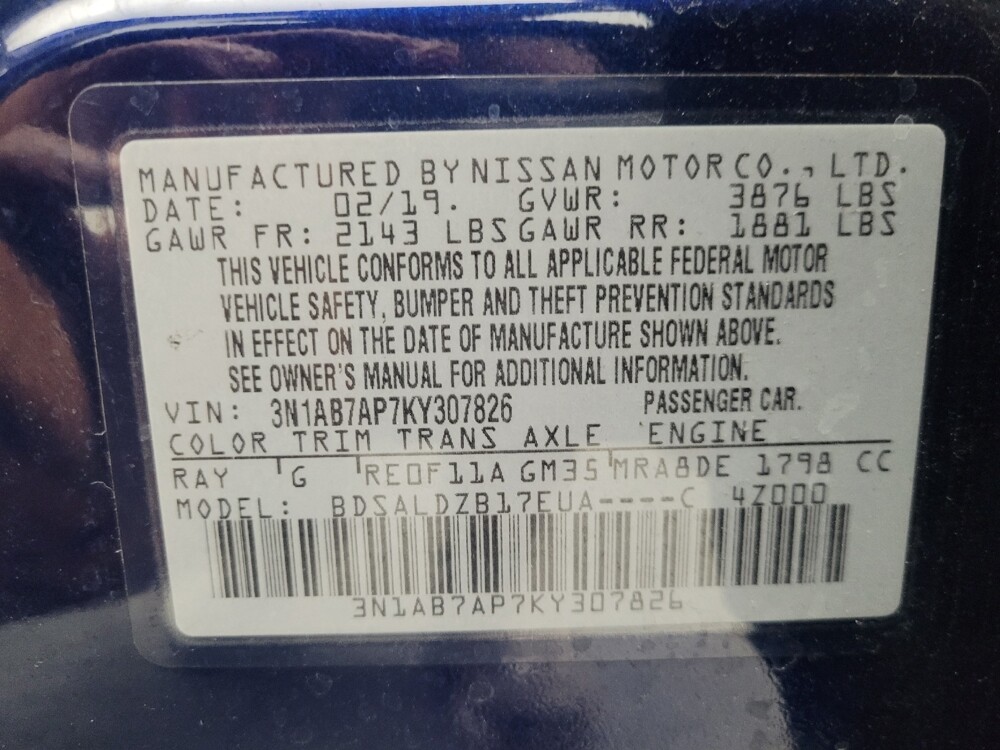 MANUFACTURED BY NISSAN MOTOR CO., LTD.
DATE: 02/19. GVWR: 3876 LBS
GAWR FR: 2143 LBS GAWR RR: 1881 LBS
THIS VEHICLE CONFORMS TO ALL APPLICABLE FEDERAL MOTOR
VEHICLE SAFETY, BUMPER AND THEFT PREVENTION STANDARDS
IN EFFECT ON THE DATE OF MANUFACTURE SHOWN ABOVE.
SEE OWNER'S MANUAL FOR ADDITIONAL INFORMATION.
VIN: 3N1AB7AP7KY307826 PASSENGER CAR.
COLOR TRIM TRANS AXLE ENGINE
RAY G RE0F11A GM35 MRA8DE 1798 CC
MODEL: BDSALDZB17EUA----C 4Z000
3N1AB7AP7KY307826